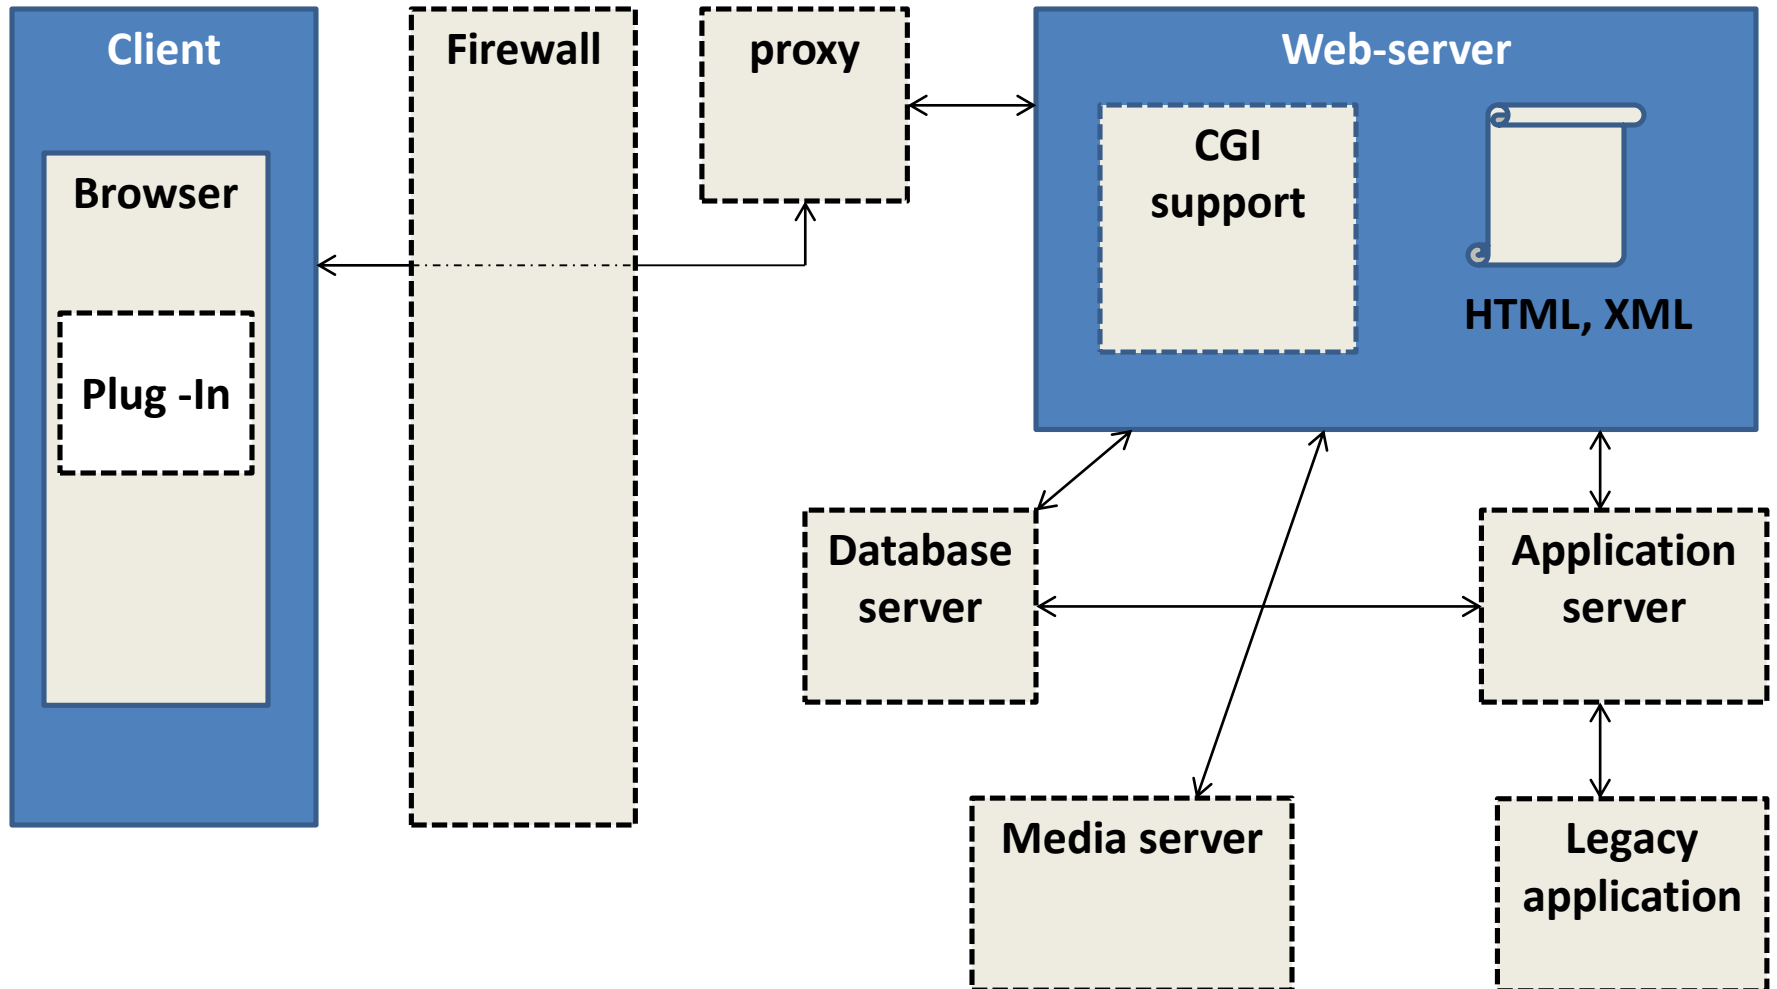 Client
Browser
Plug -In
Firewall
proxy
Web-server
CGI
support
HTML, XML
Database
server
Application
server
Media server
Legacy
application